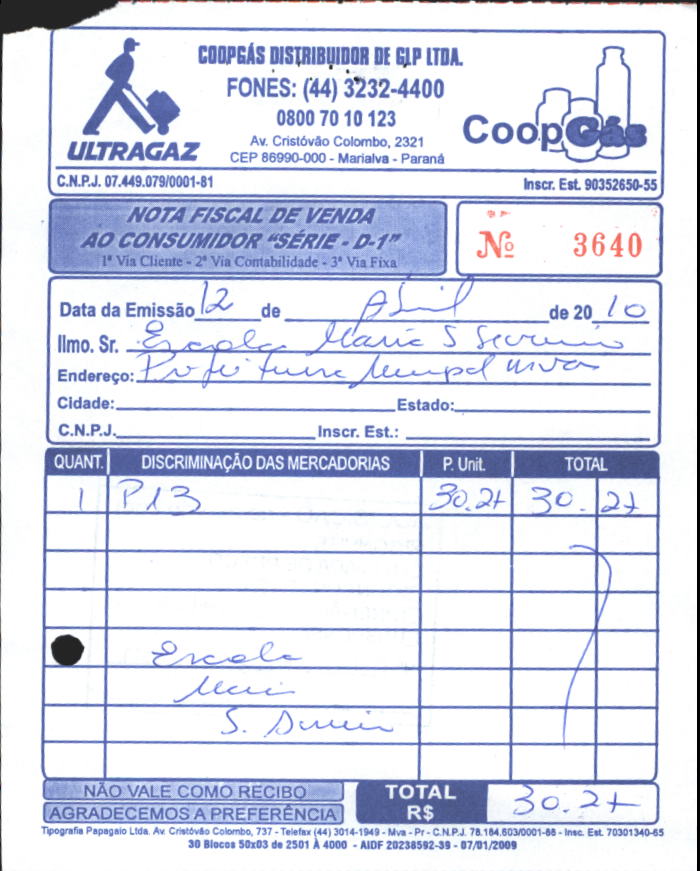 COOPGÁS DISTRIBUIDOR DE GLP LTDA.
FONES: (44) 3232-4400
0800 70 10 123
Av. Cristóvão Colombo, 2321
CEP 86990-000 - Marialva - Paraná
ULTRAGAZ
CoopGás
C.N.P.J. 07.449.079/0001-81 Inscr. Est. 90352650-55
NOTA FISCAL DE VENDA
AO CONSUMIDOR "SÉRIE - D-1"
1ª Via Cliente - 2ª Via Contabilidade - 3ª Via Fixa
Nº 3640
Data da Emissão 12 de Abril de 2010
Ilmo. Sr. Escola Maria S
Endereço:
Cidade: Estado:
C.N.P.J. Inscr. Est.:
QUANT. DISCRIMINAÇÃO DAS MERCADORIAS P. Unit. TOTAL
1 P13 30.27 30. 27
Escola
Maria
S.
NÃO VALE COMO RECIBO
AGRADECEMOS A PREFERÊNCIA
TOTAL R$ 30.27
Tipografia Papagaio Ltda. Av. Cristóvão Colombo, 737 - Telefax (44) 3014-1949 - Mva - Pr - C.N.P.J. 78.184.603/0001-88 - Insc. Est. 70301340-65
30 Blocos 50x03 de 2501 À 4000 - AIDF 20238592-39 - 07/01/2009